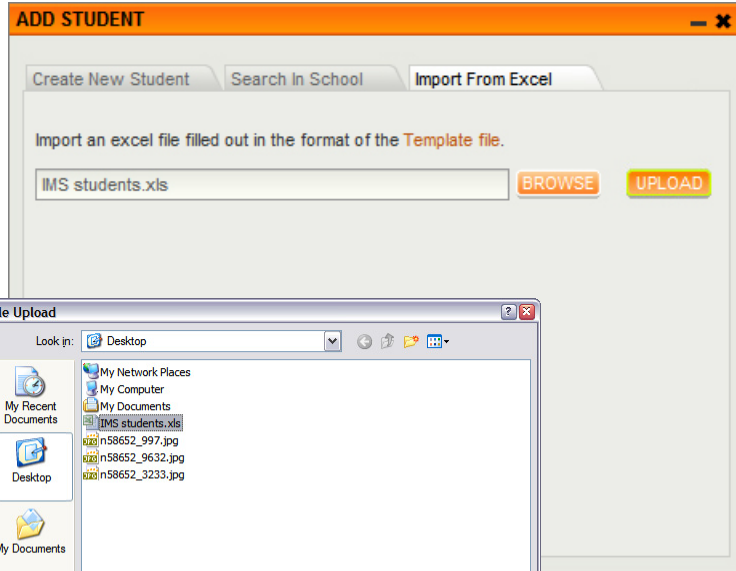 ADD STUDENT
Create New Student
Search In School
Import From Excel
Import an excel file filled out in the format of the Template file.
IMS students.xls
BROWSE
UPLOAD
le Upload
Look in:
Desktop
My Recent
Documents
Desktop
My Documents
My Network Places
My Computer
My Documents
IMS students.xls
n58652_997.jpg
n58652_9632.jpg
n58652_3233.jpg